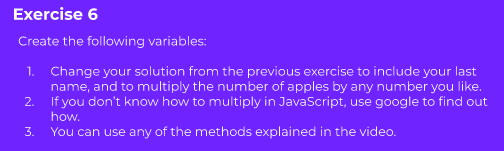 Exercise 6
Create the following variables:
1. Change your solution from the previous exercise to include your last
name, and to multiply the number of apples by any number you like.
2. If you don't know how to multiply in JavaScript, use google to find out
how.
3. You can use any of the methods explained in the video.